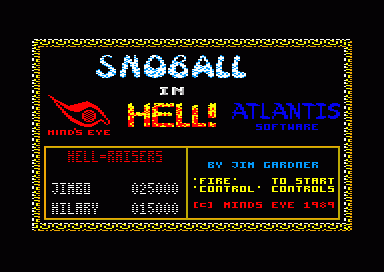 SNOBALL
IN
HELL!
MIND'S EYE
ATLANTIS
SOFTWARE
HELL-RAISERS
JIMBO 025000
HILARY 015000
BY JIM GARDNER
'FIRE' TO START
'CONTROL' CONTROLS
(C) MINDS EYE 1989